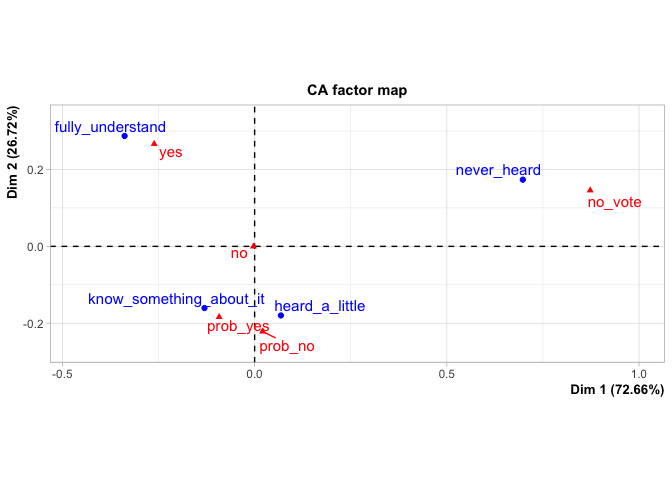 CA factor map
Dim 2 (26.72%)
fully_understand
yes
never_heard
no_vote
no
know_something_about_it
heard_a_little
prob_yes
prob_no
0.2
0.0
-0.2
-0.5
0.0
0.5
1.0
Dim 1 (72.66%)